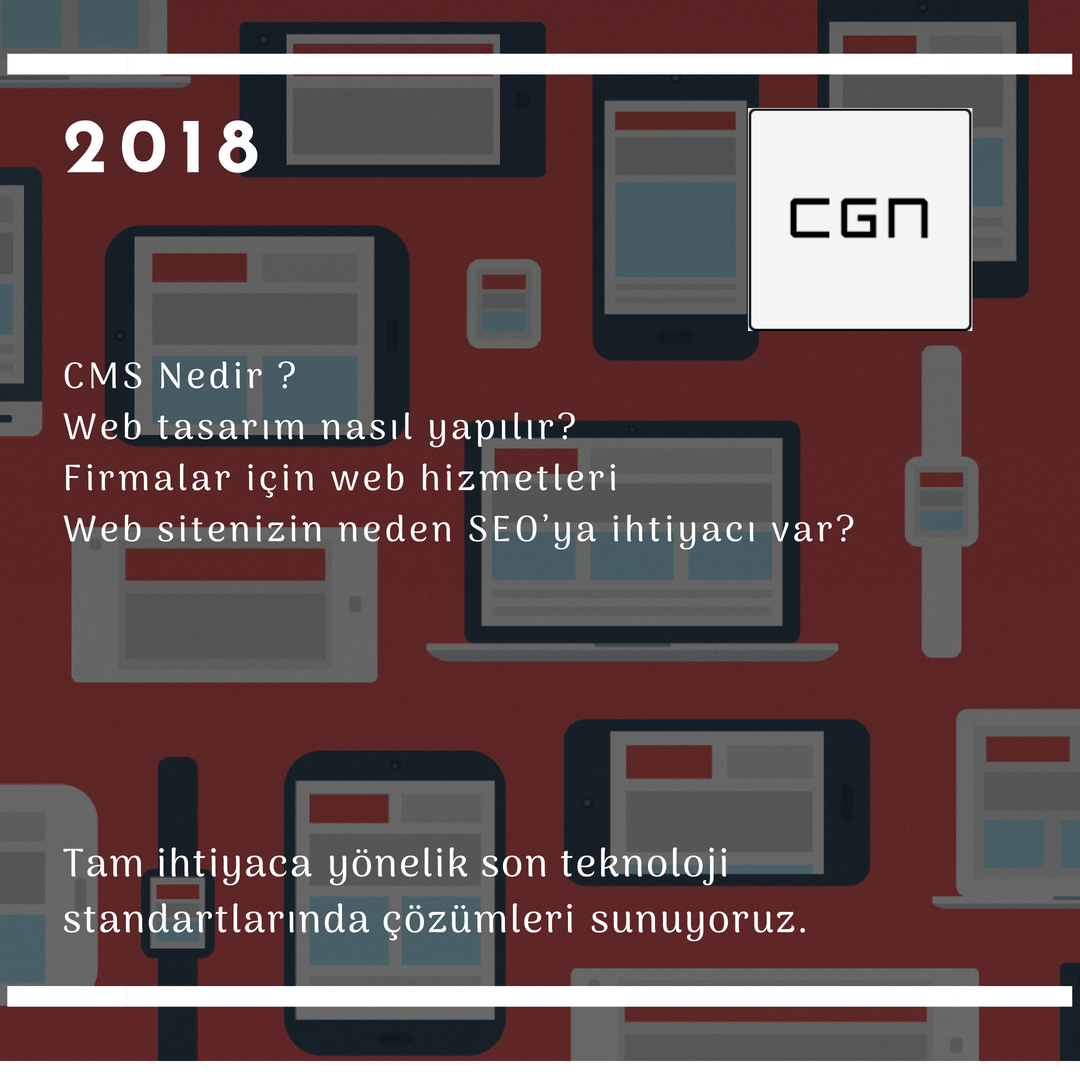 2018
CGN
CMS Nedir ?
Web tasarım nasıl yapılır?
Firmalar için web hizmetleri
Web sitenizin neden SEO’ya ihtiyacı var?
Tam ihtiyaca yönelik son teknoloji
standartlarında çözümleri sunuyoruz.